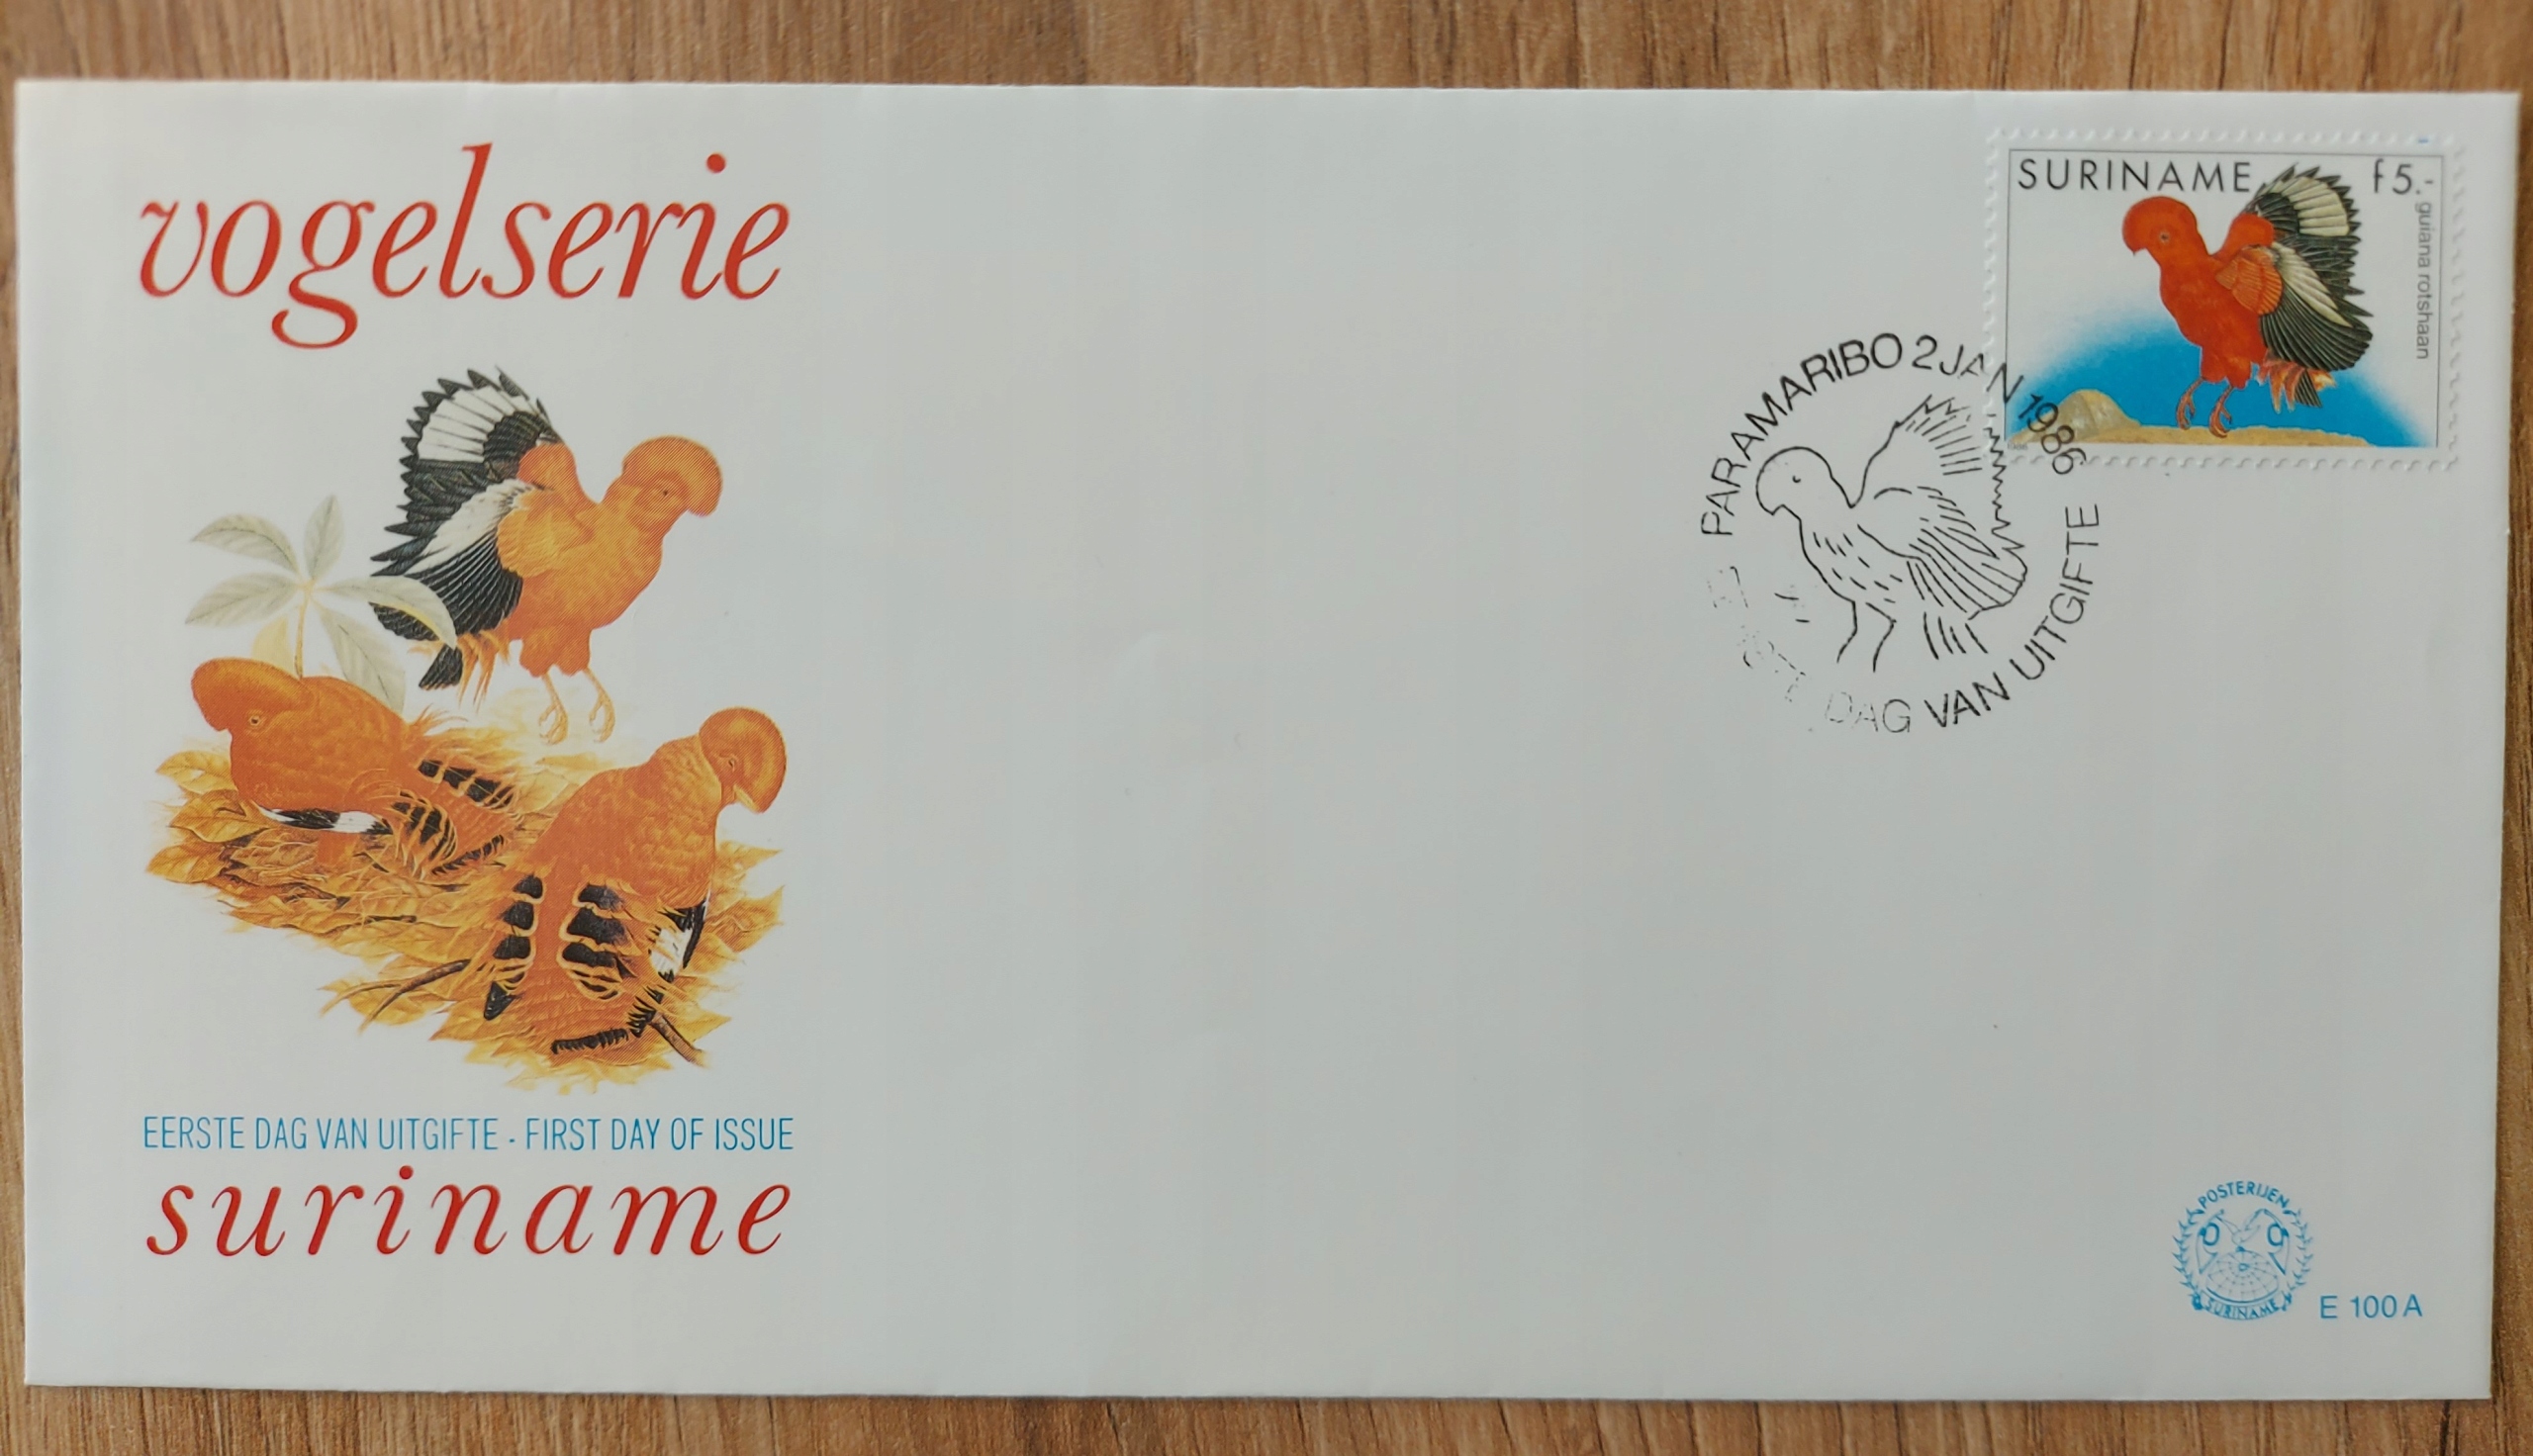 vogelserie
SURINAME f5.-
guiana rotshaan
PARAMARIBO 2 JAN 1986
DAG VAN UITGIFTE
EERSTE DAG VAN UITGIFTE - FIRST DAY OF ISSUE
suriname
POSTERIJEN
SURINAME
E 100 A